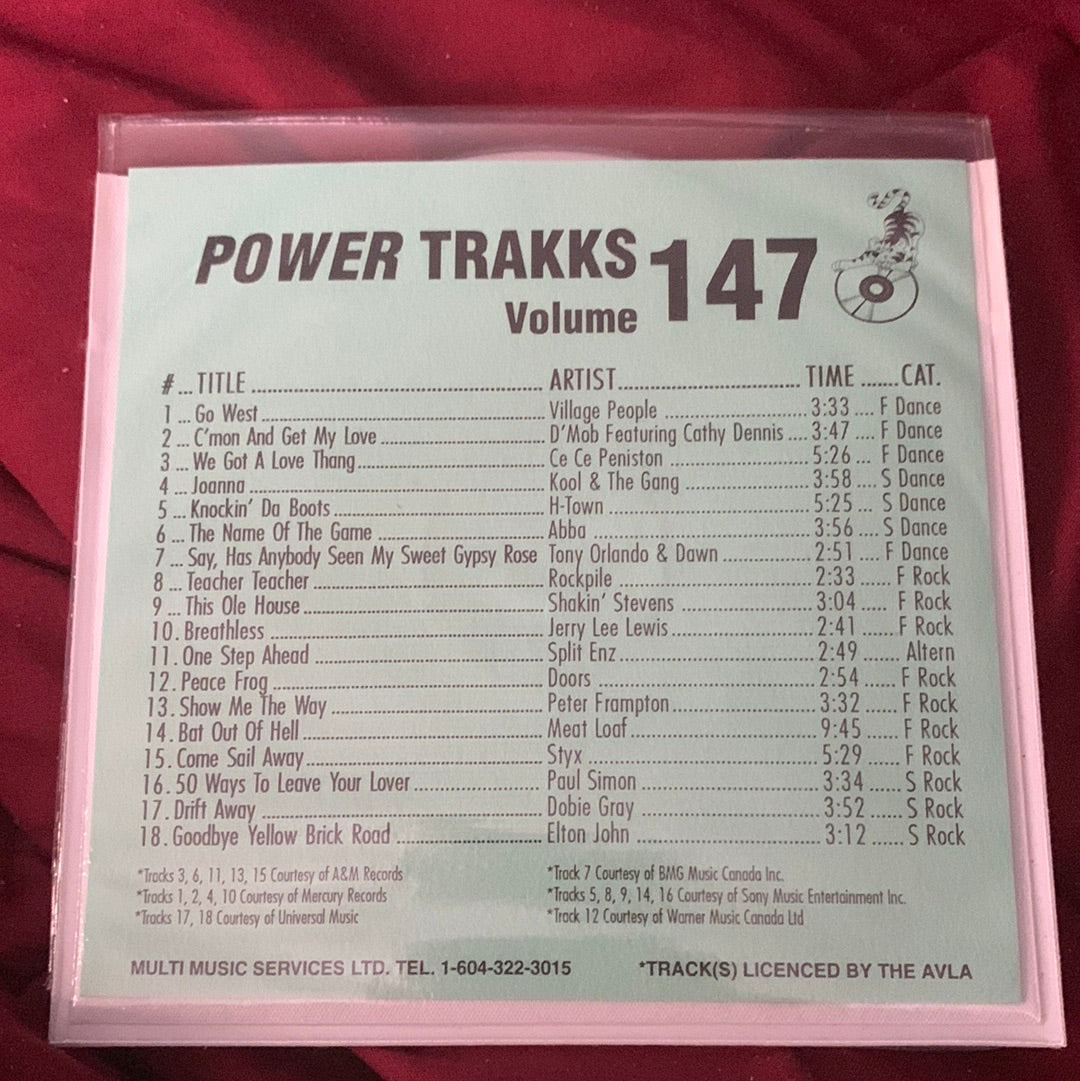 POWER TRAKKS 147
Volume
# ... TITLE ................ ARTIST ................ TIME ....... CAT.
1 ... Go West ................ Village People ................ 3:33 .... F Dance
2 ... C'mon And Get My Love ................ D'Mob Featuring Cathy Dennis .... 3:47 .... F Dance
3 ... We Got A Love Thang ................ Ce Ce Peniston ................ 5:26 ... F Dance
4 ... Joanna ................ Kool & The Gang ................ 3:58 .... S Dance
5 ... Knockin' Da Boots ................ H-Town ................ 5:25 ... S Dance
6 ... The Name Of The Game ................ Abba ................ 3:56 .... S Dance
7 ... Say, Has Anybody Seen My Sweet Gypsy Rose Tony Orlando & Dawn ................ 2:51 .... F Dance
8 ... Teacher Teacher ................ Rockpile ................ 2:33 ...... F Rock
9 ... This Ole House ................ Shakin' Stevens ................ 3:04 ..... F Rock
10 . Breathless ................ Jerry Lee Lewis ................ 2:41 ...... F Rock
11 . One Step Ahead ................ Split Enz ................ 2:49 ....... Altern
12 . Peace Frog ................ Doors ................ 2:54 ...... F Rock
13 . Show Me The Way ................ Peter Frampton ................ 3:32 ...... F Rock
14 . Bat Out Of Hell ................ Meat Loaf ................ 9:45 ...... F Rock
15 . Come Sail Away ................ Styx ................ 5:29 ...... F Rock
16 . 50 Ways To Leave Your Lover ................ Paul Simon ................ 3:34 ...... S Rock
17 . Drift Away ................ Dobie Gray ................ 3:52 ...... S Rock
18 . Goodbye Yellow Brick Road ................ Elton John ................ 3:12 ...... S Rock
*Tracks 3, 6, 11, 13, 15 Courtesy of A&M Records
*Tracks 1, 2, 4, 10 Courtesy of Mercury Records
*Tracks 17, 18 Courtesy of Universal Music
*Track 7 Courtesy of BMG Music Canada Inc.
*Tracks 5, 8, 9, 14, 16 Courtesy of Sony Music Entertainment Inc.
*Track 12 Courtesy of Warner Music Canada Ltd
MULTI MUSIC SERVICES LTD. TEL. 1-604-322-3015 *TRACK(S) LICENCED BY THE AVLA